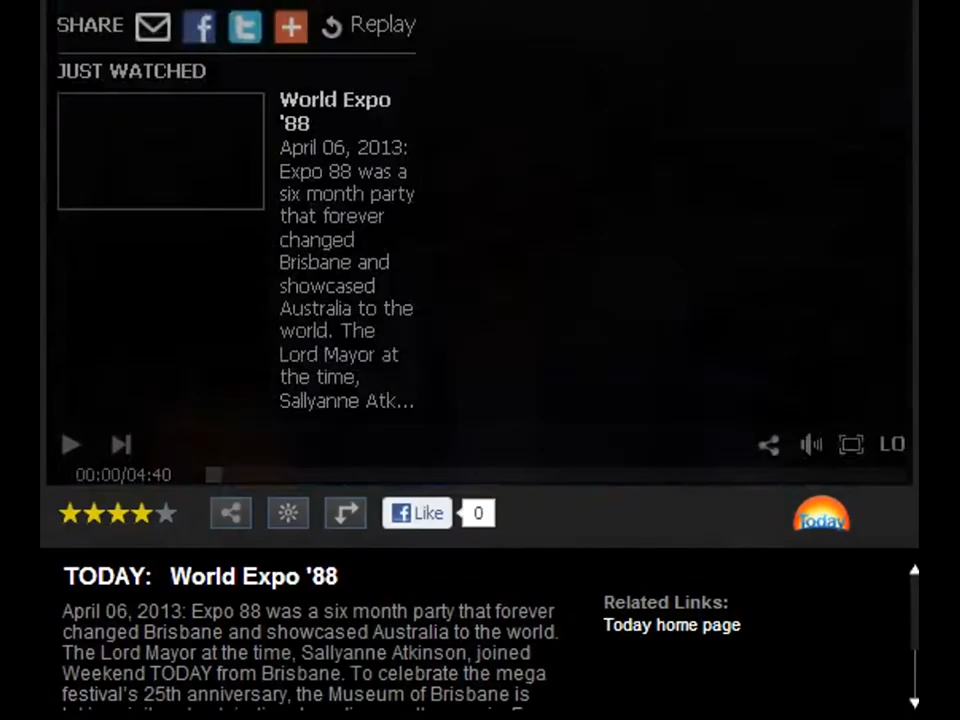 SHARE Replay
JUST WATCHED
World Expo
'88
April 06, 2013:
Expo 88 was a
six month party
that forever
changed
Brisbane and
showcased
Australia to the
world. The
Lord Mayor at
the time,
Sallyanne Atk...
LO
00:00/04:40
Like 0
Today
TODAY: World Expo '88
April 06, 2013: Expo 88 was a six month party that forever
changed Brisbane and showcased Australia to the world.
The Lord Mayor at the time, Sallyanne Atkinson, joined
Weekend TODAY from Brisbane. To celebrate the mega
festival's 25th anniversary, the Museum of Brisbane is
Related Links:
Today home page